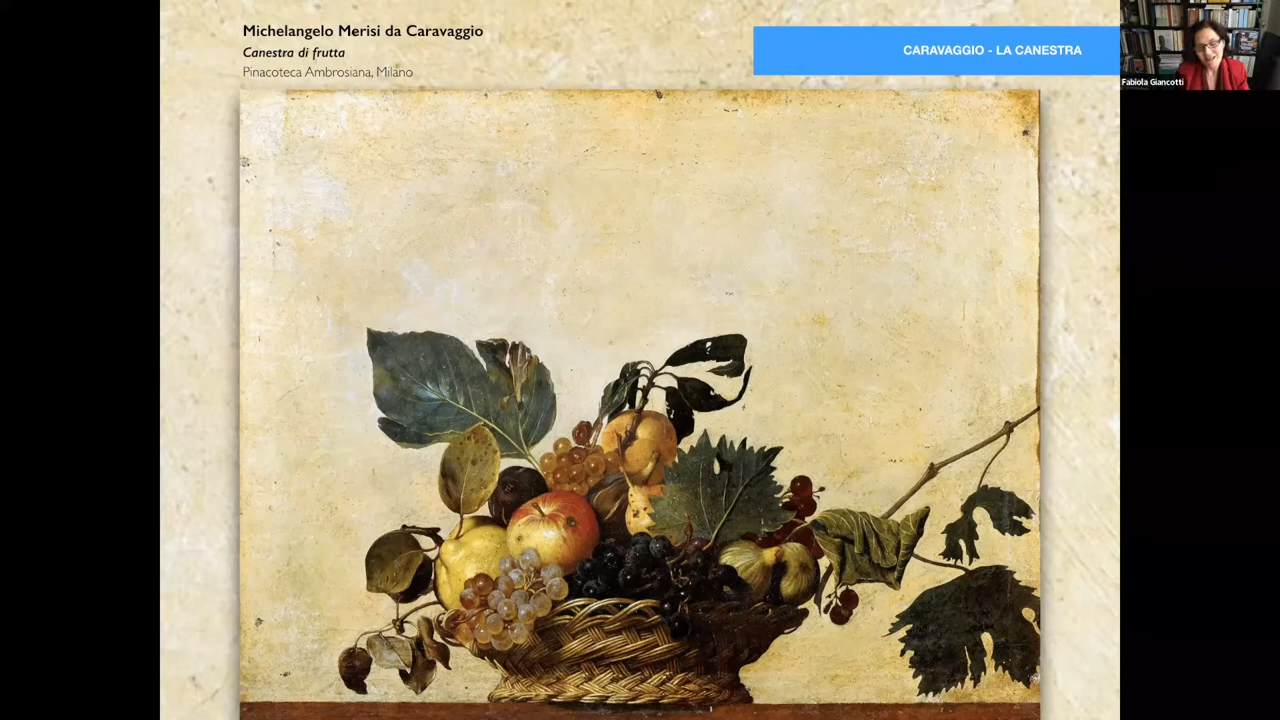 Michelangelo Merisi da Caravaggio
Canestra di frutta
Pinacoteca Ambrosiana, Milano
CARAVAGGIO - LA CANESTRA
Fabiola Giancotti